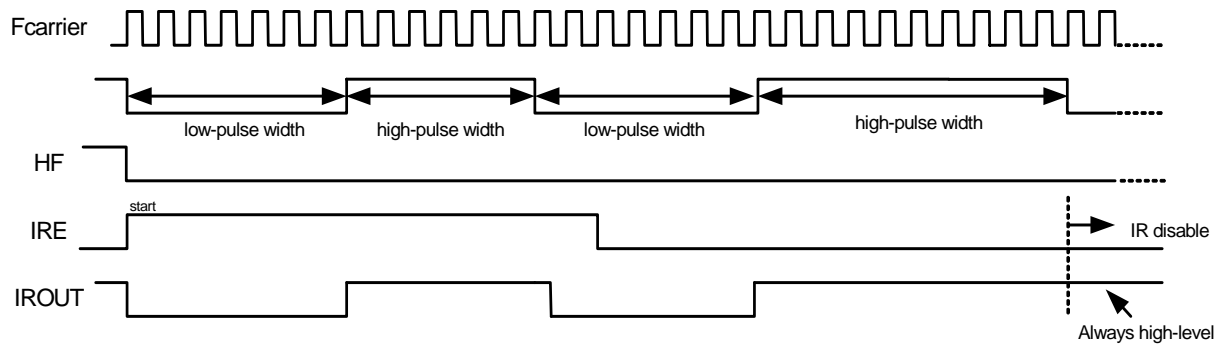 Fcarrier
low-pulse width
high-pulse width
low-pulse width
high-pulse width
HF
start
IRE
IR disable
IROUT
Always high-level